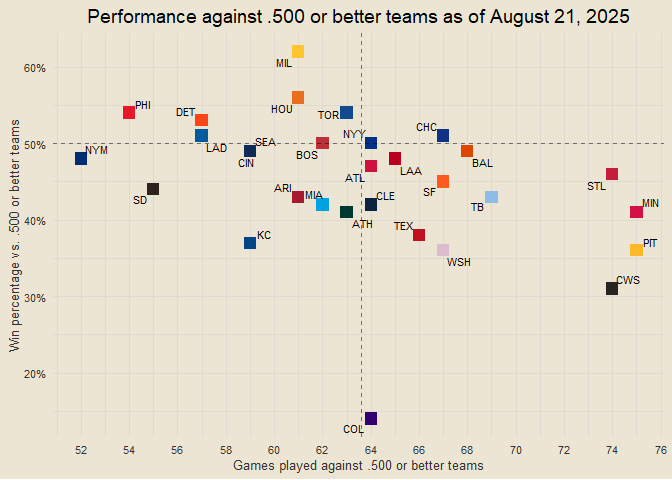 Performance against .500 or better teams as of August 21, 2025
Win percentage vs. .500 or better teams
60%
50%
40%
30%
20%
MIL
HOU
PHI
DET
TOR
NYM
LAD
SEA
CIN
BOS
NYY
CHC
BAL
LAA
ATL
SD
ARI
MIA
CLE
SF
TB
STL
MIN
KC
ATH
TEX
WSH
PIT
CWS
COL
52 54 56 58 60 62 64 66 68 70 72 74 76
Games played against .500 or better teams